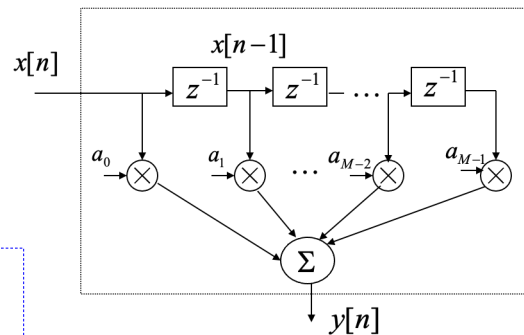 x[n-1]
x[n]
z⁻¹ z⁻¹ ... z⁻¹
a₀ a₁ ... a_{M-2} a_{M-1}
× × × ×
Σ
y[n]